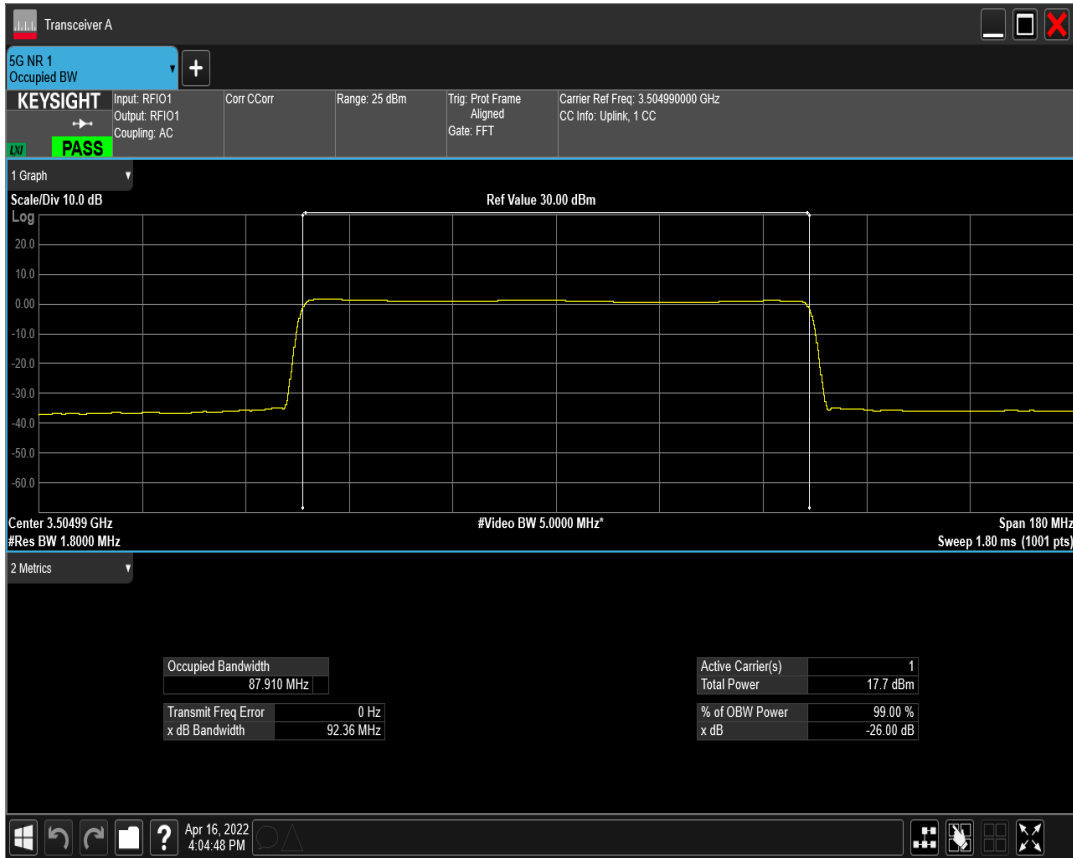 Transceiver A
5G NR 1
Occupied BW
KEYSIGHT
LXI
PASS
Input: RFIO1
Output: RFIO1
Coupling: AC
Corr CCorr
Range: 25 dBm
Trig: Prot Frame
Aligned
Gate: FFT
Carrier Ref Freq: 3.504990000 GHz
CC Info: Uplink, 1 CC
1 Graph
Scale/Div 10.0 dB
Ref Value 30.00 dBm
Log
20.0
10.0
0.00
-10.0
-20.0
-30.0
-40.0
-50.0
-60.0
Center 3.50499 GHz
#Video BW 5.0000 MHz*
Span 180 MHz
#Res BW 1.8000 MHz
Sweep 1.80 ms (1001 pts)
2 Metrics
Occupied Bandwidth
87.910 MHz
Transmit Freq Error 0 Hz
x dB Bandwidth 92.36 MHz
Active Carrier(s) 1
Total Power 17.7 dBm
% of OBW Power 99.00 %
x dB -26.00 dB
?
Apr 16, 2022
4:04:48 PM